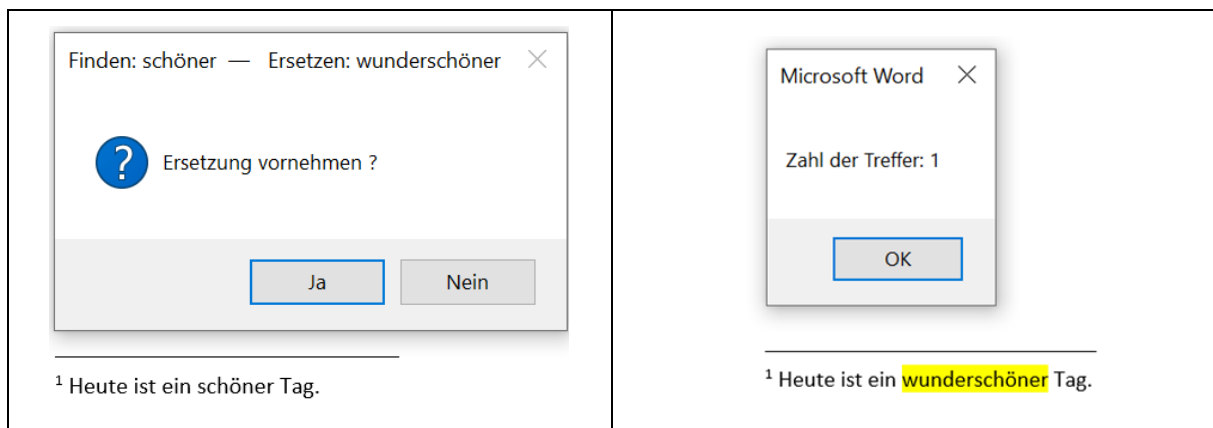 Finden: schöner — Ersetzen: wunderschöner
?
Ersetzung vornehmen ?
Ja Nein
¹ Heute ist ein schöner Tag.
Microsoft Word
Zahl der Treffer: 1
OK
¹ Heute ist ein wunderschöner Tag.